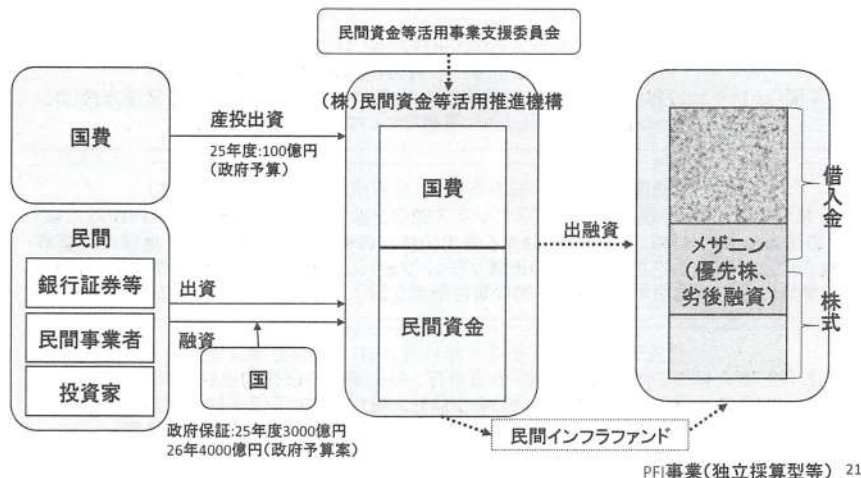 民間資金等活用事業支援委員会
(株)民間資金等活用推進機構
国費
産投出資
25年度:100億円
(政府予算)
国費
民間
銀行証券等
民間事業者
投資家
出資
融資
国
政府保証:25年度3000億円
26年4000億円(政府予算案)
民間資金
出融資
メザニン
(優先株、
劣後融資)
借入金
株式
民間インフラファンド
PFI事業(独立採算型等)
21